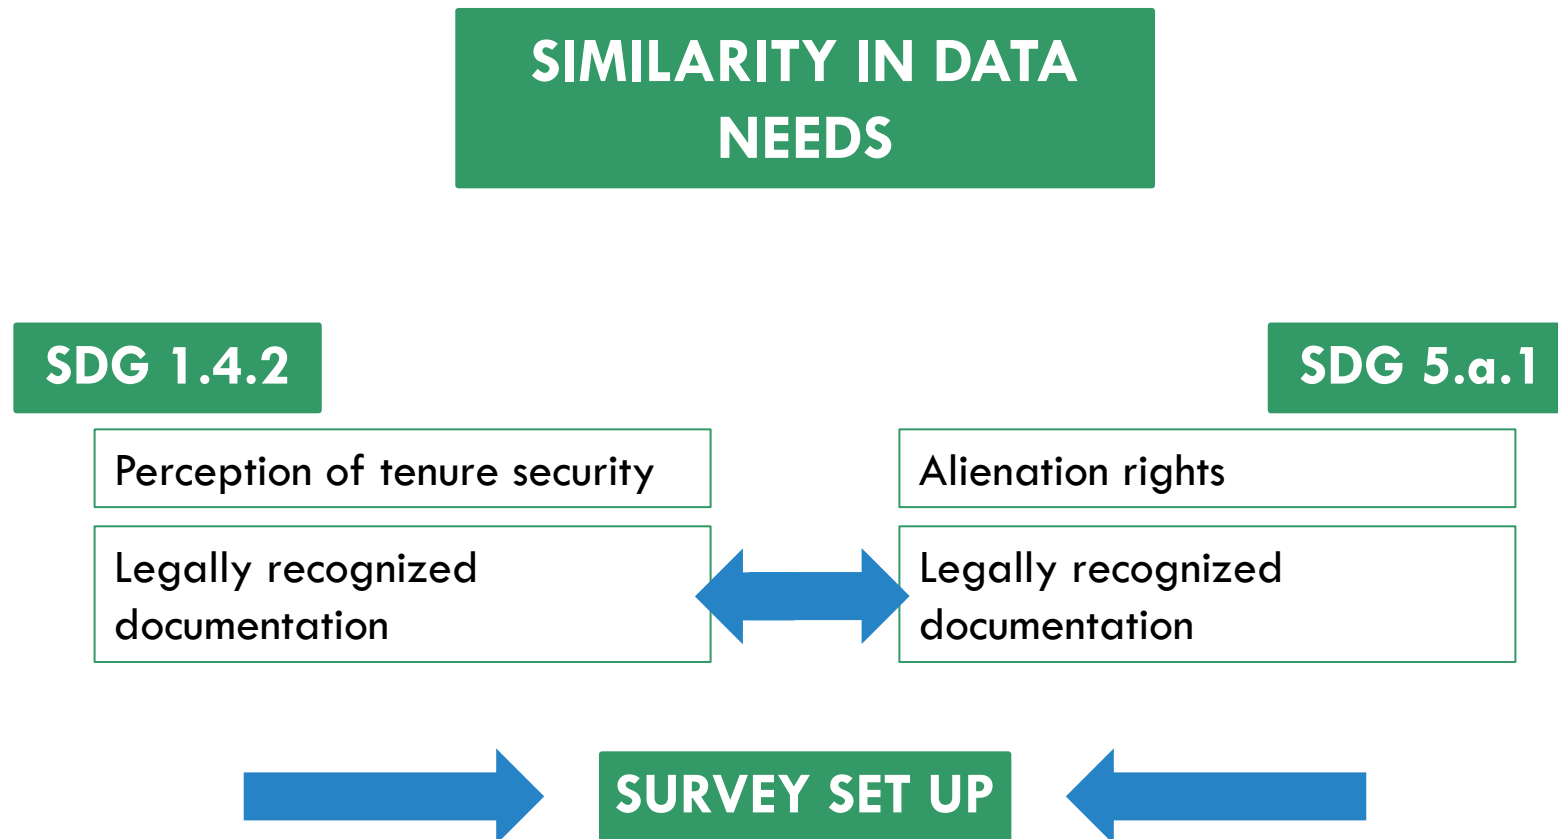 SIMILARITY IN DATA
NEEDS
SDG 1.4.2
SDG 5.a.1
Perception of tenure security
Alienation rights
Legally recognized
documentation
Legally recognized
documentation
SURVEY SET UP